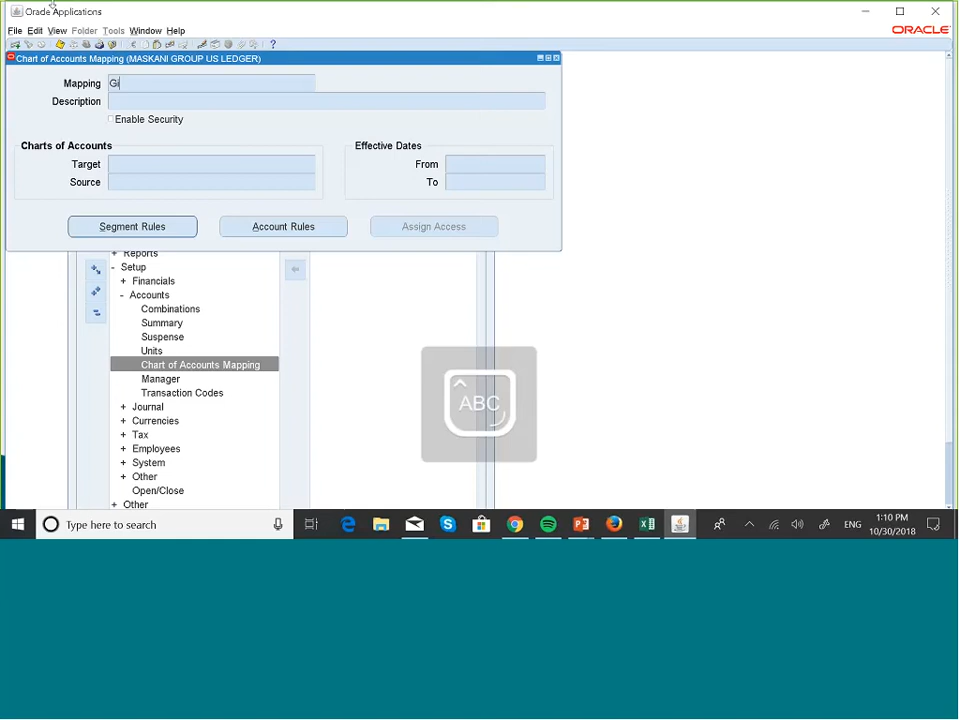 Oracle Applications
File Edit View Folder Tools Window Help
ORACLE
Chart of Accounts Mapping (MASKANI GROUP US LEDGER)
Mapping Gi
Description
Enable Security
Charts of Accounts
Effective Dates
Target
From
Source
To
Segment Rules
Account Rules
Assign Access
+ Reports
- Setup
+ Financials
- Accounts
Combinations
Summary
Suspense
Units
Chart of Accounts Mapping
Manager
Transaction Codes
+ Journal
+ Currencies
+ Tax
+ Employees
+ System
+ Other
Open/Close
+ Other
ABC
Type here to search
ENG
1:10 PM
10/30/2018